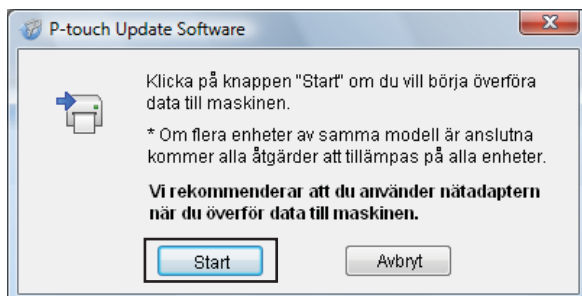 P-touch Update Software
Klicka på knappen "Start" om du vill börja överföra
data till maskinen.
* Om flera enheter av samma modell är anslutna
kommer alla åtgärder att tillämpas på alla enheter.
Vi rekommenderar att du använder nätadaptern
när du överför data till maskinen.
Start
Avbryt